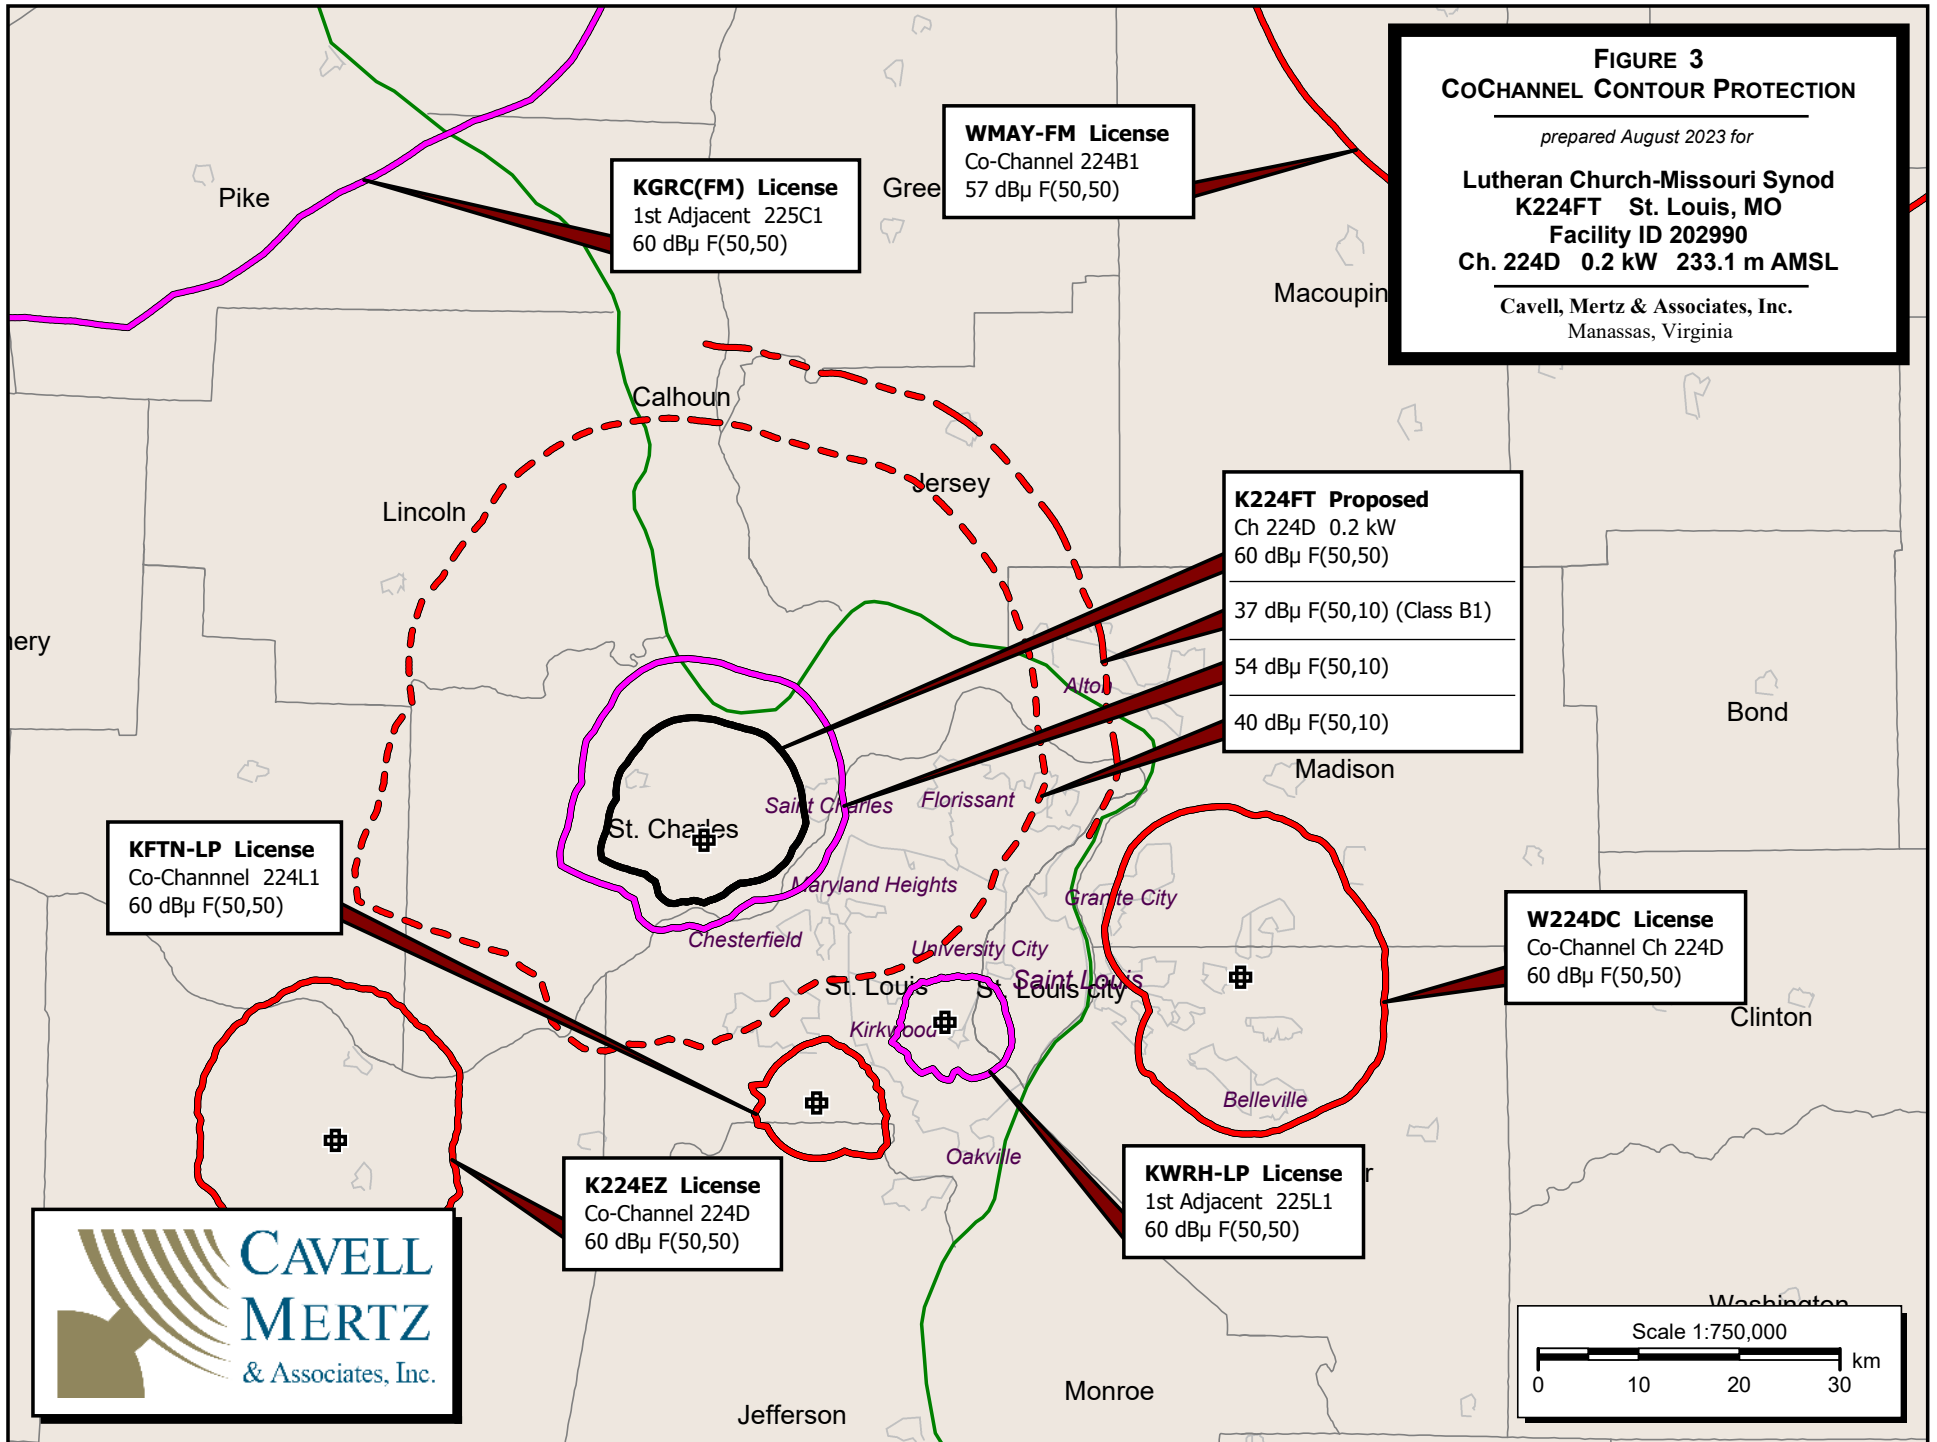 FIGURE 3
COCHANNEL CONTOUR PROTECTION
prepared August 2023 for
Lutheran Church-Missouri Synod
K224FT St. Louis, MO
Facility ID 202990
Ch. 224D 0.2 kW 233.1 m AMSL
Cavell, Mertz & Associates, Inc.
Manassas, Virginia
WMAY-FM License
Co-Channel 224B1
57 dBµ F(50,50)
KGRC(FM) License
1st Adjacent 225C1
60 dBµ F(50,50)
Pike
Gree
Macoupin
Calhoun
Jersey
Lincoln
K224FT Proposed
Ch 224D 0.2 kW
60 dBµ F(50,50)
37 dBµ F(50,10) (Class B1)
54 dBµ F(50,10)
40 dBµ F(50,10)
ery
Alton
Bond
Madison
Saint Charles
Florissant
St. Charles
KFTN-LP License
Co-Channnel 224L1
60 dBµ F(50,50)
Maryland Heights
Granite City
Chesterfield
University City
W224DC License
Co-Channel Ch 224D
60 dBµ F(50,50)
St. Louis
Saint Louis
St. Louis city
Kirkwood
Clinton
Belleville
Oakville
K224EZ License
Co-Channel 224D
60 dBµ F(50,50)
KWRH-LP License
1st Adjacent 225L1
60 dBµ F(50,50)
r
CAVELL
MERTZ
& Associates, Inc.
Washington
Scale 1:750,000
km
0 10 20 30
Monroe
Jefferson